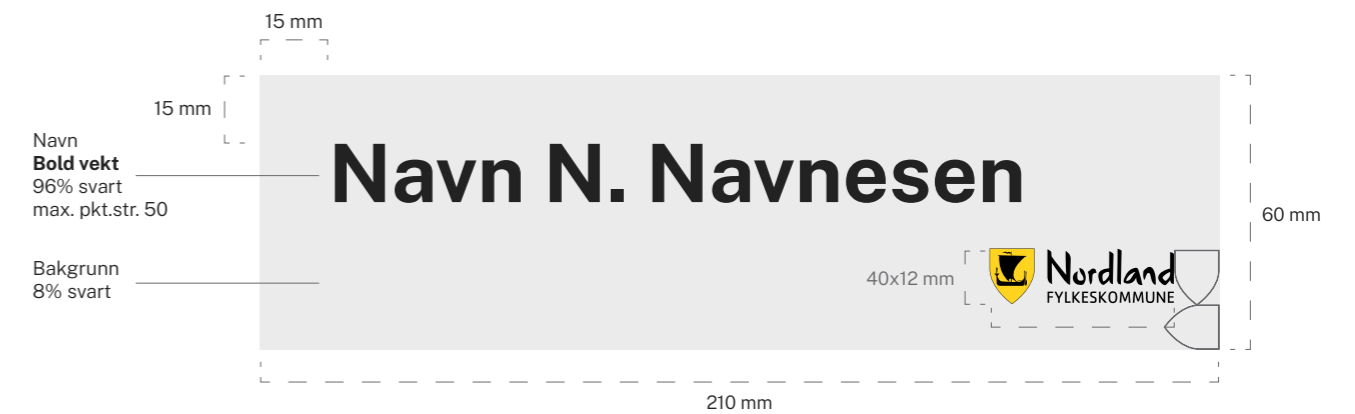 15 mm
15 mm
Navn
Bold vekt
96% svart
max. pkt.str. 50
Navn N. Navnesen
60 mm
Bakgrunn
8% svart
40x12 mm
Nordland
FYLKESKOMMUNE
210 mm